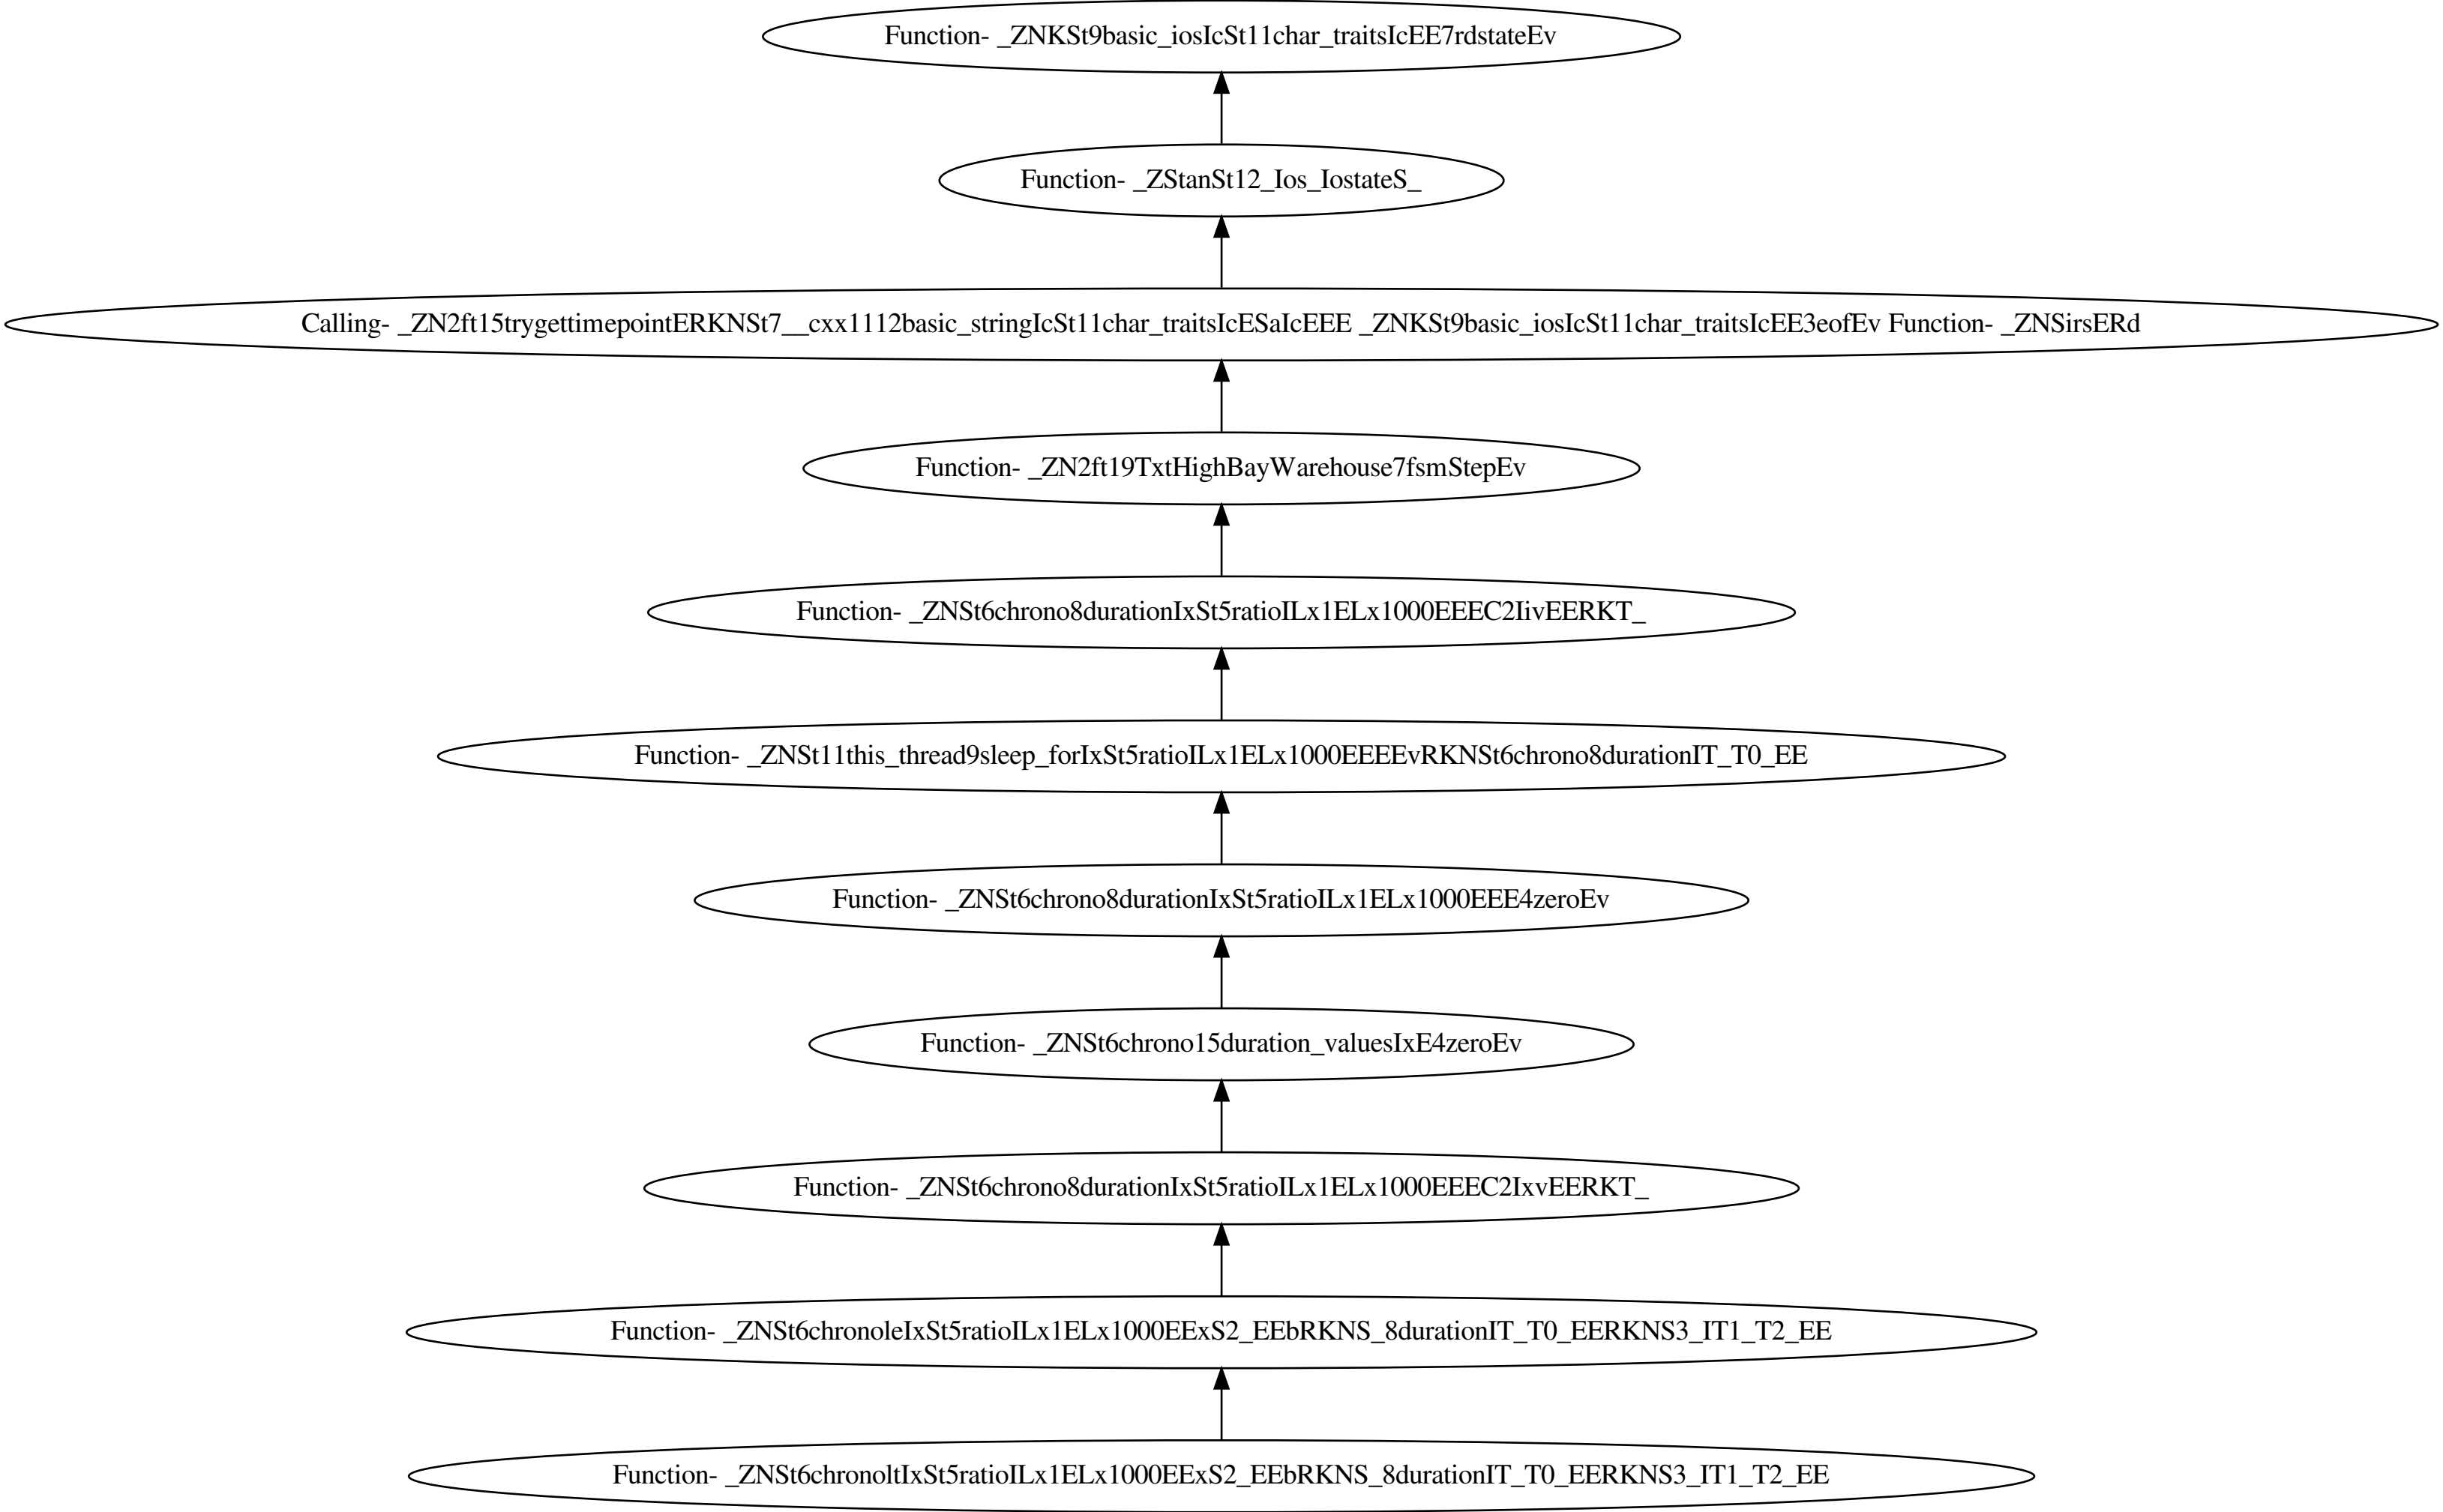 Function- _ZNKSt9basic_iosIcSt11char_traitsIcEE7rdstateEv
Function- _ZStanSt12_Ios_IostateS_
Calling- _ZN2ft15trygettimepointERKNSt7__cxx1112basic_stringIcSt11char_traitsIcESaIcEEE _ZNKSt9basic_iosIcSt11char_traitsIcEE3eofEv Function- _ZNSirsERd
Function- _ZN2ft19TxtHighBayWarehouse7fsmStepEv
Function- _ZNSt6chrono8durationIxSt5ratioILx1ELx1000EEEC2IivEERKT_
Function- _ZNSt11this_thread9sleep_forIxSt5ratioILx1ELx1000EEEEvRKNSt6chrono8durationIT_T0_EE
Function- _ZNSt6chrono8durationIxSt5ratioILx1ELx1000EEE4zeroEv
Function- _ZNSt6chrono15duration_valuesIxE4zeroEv
Function- _ZNSt6chrono8durationIxSt5ratioILx1ELx1000EEEC2IxvEERKT_
Function- _ZNSt6chronoleIxSt5ratioILx1ELx1000EExS2_EEbRKNS_8durationIT_T0_EERKNS3_IT1_T2_EE
Function- _ZNSt6chronoltIxSt5ratioILx1ELx1000EExS2_EEbRKNS_8durationIT_T0_EERKNS3_IT1_T2_EE